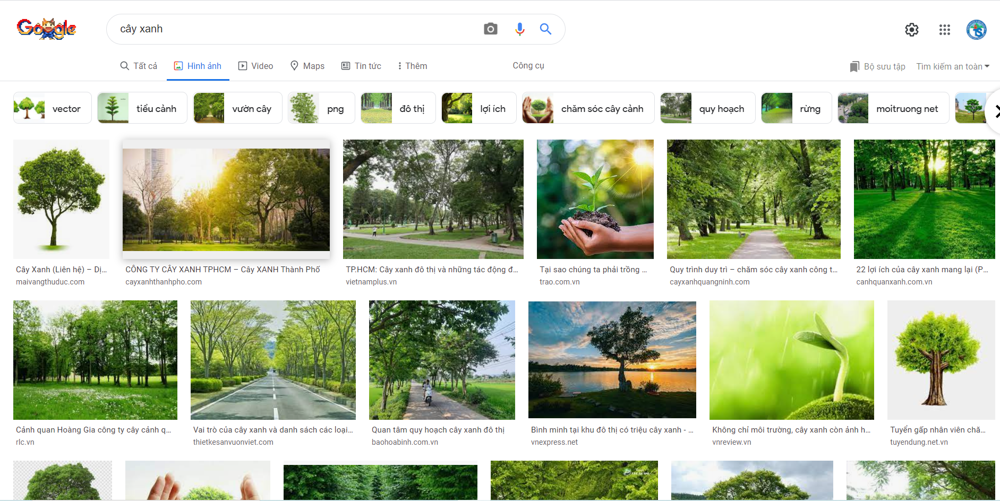 Google
cây xanh
Tất cả
Hình ảnh
Video
Maps
Tin tức
Thêm
Công cụ
Bộ sưu tập
Tìm kiếm an toàn
vector
tiểu cảnh
vườn cây
png
đô thị
lợi ích
chăm sóc cây cảnh
quy hoạch
rừng
moitruong net
Cây Xanh (Liên hệ) – Dị...
maivangthuduc.com
CÔNG TY CÂY XANH TPHCM – Cây XANH Thành Phố
cayxanhthanhpho.com
TP.HCM: Cây xanh đô thị và những tác động đ...
vietnamplus.vn
Tại sao chúng ta phải trồng ...
trao.com.vn
Quy trình duy trì – chăm sóc cây xanh công t...
cayxanhquangninh.com
22 lợi ích của cây xanh mang lại (P...
canhquanxanh.com.vn
Cảnh quan Hoàng Gia công ty cây cảnh q...
rlc.vn
Vai trò của cây xanh và danh sách các loại...
thietkesanvuonviet.com
Quan tâm quy hoạch cây xanh đô thị
baohoabinh.com.vn
Bình minh tại khu đô thị có triệu cây xanh - ...
vnexpress.net
Không chỉ môi trường, cây xanh còn ảnh h...
vnreview.vn
Tuyển gấp nhân viên chă...
tuyendung.net.vn